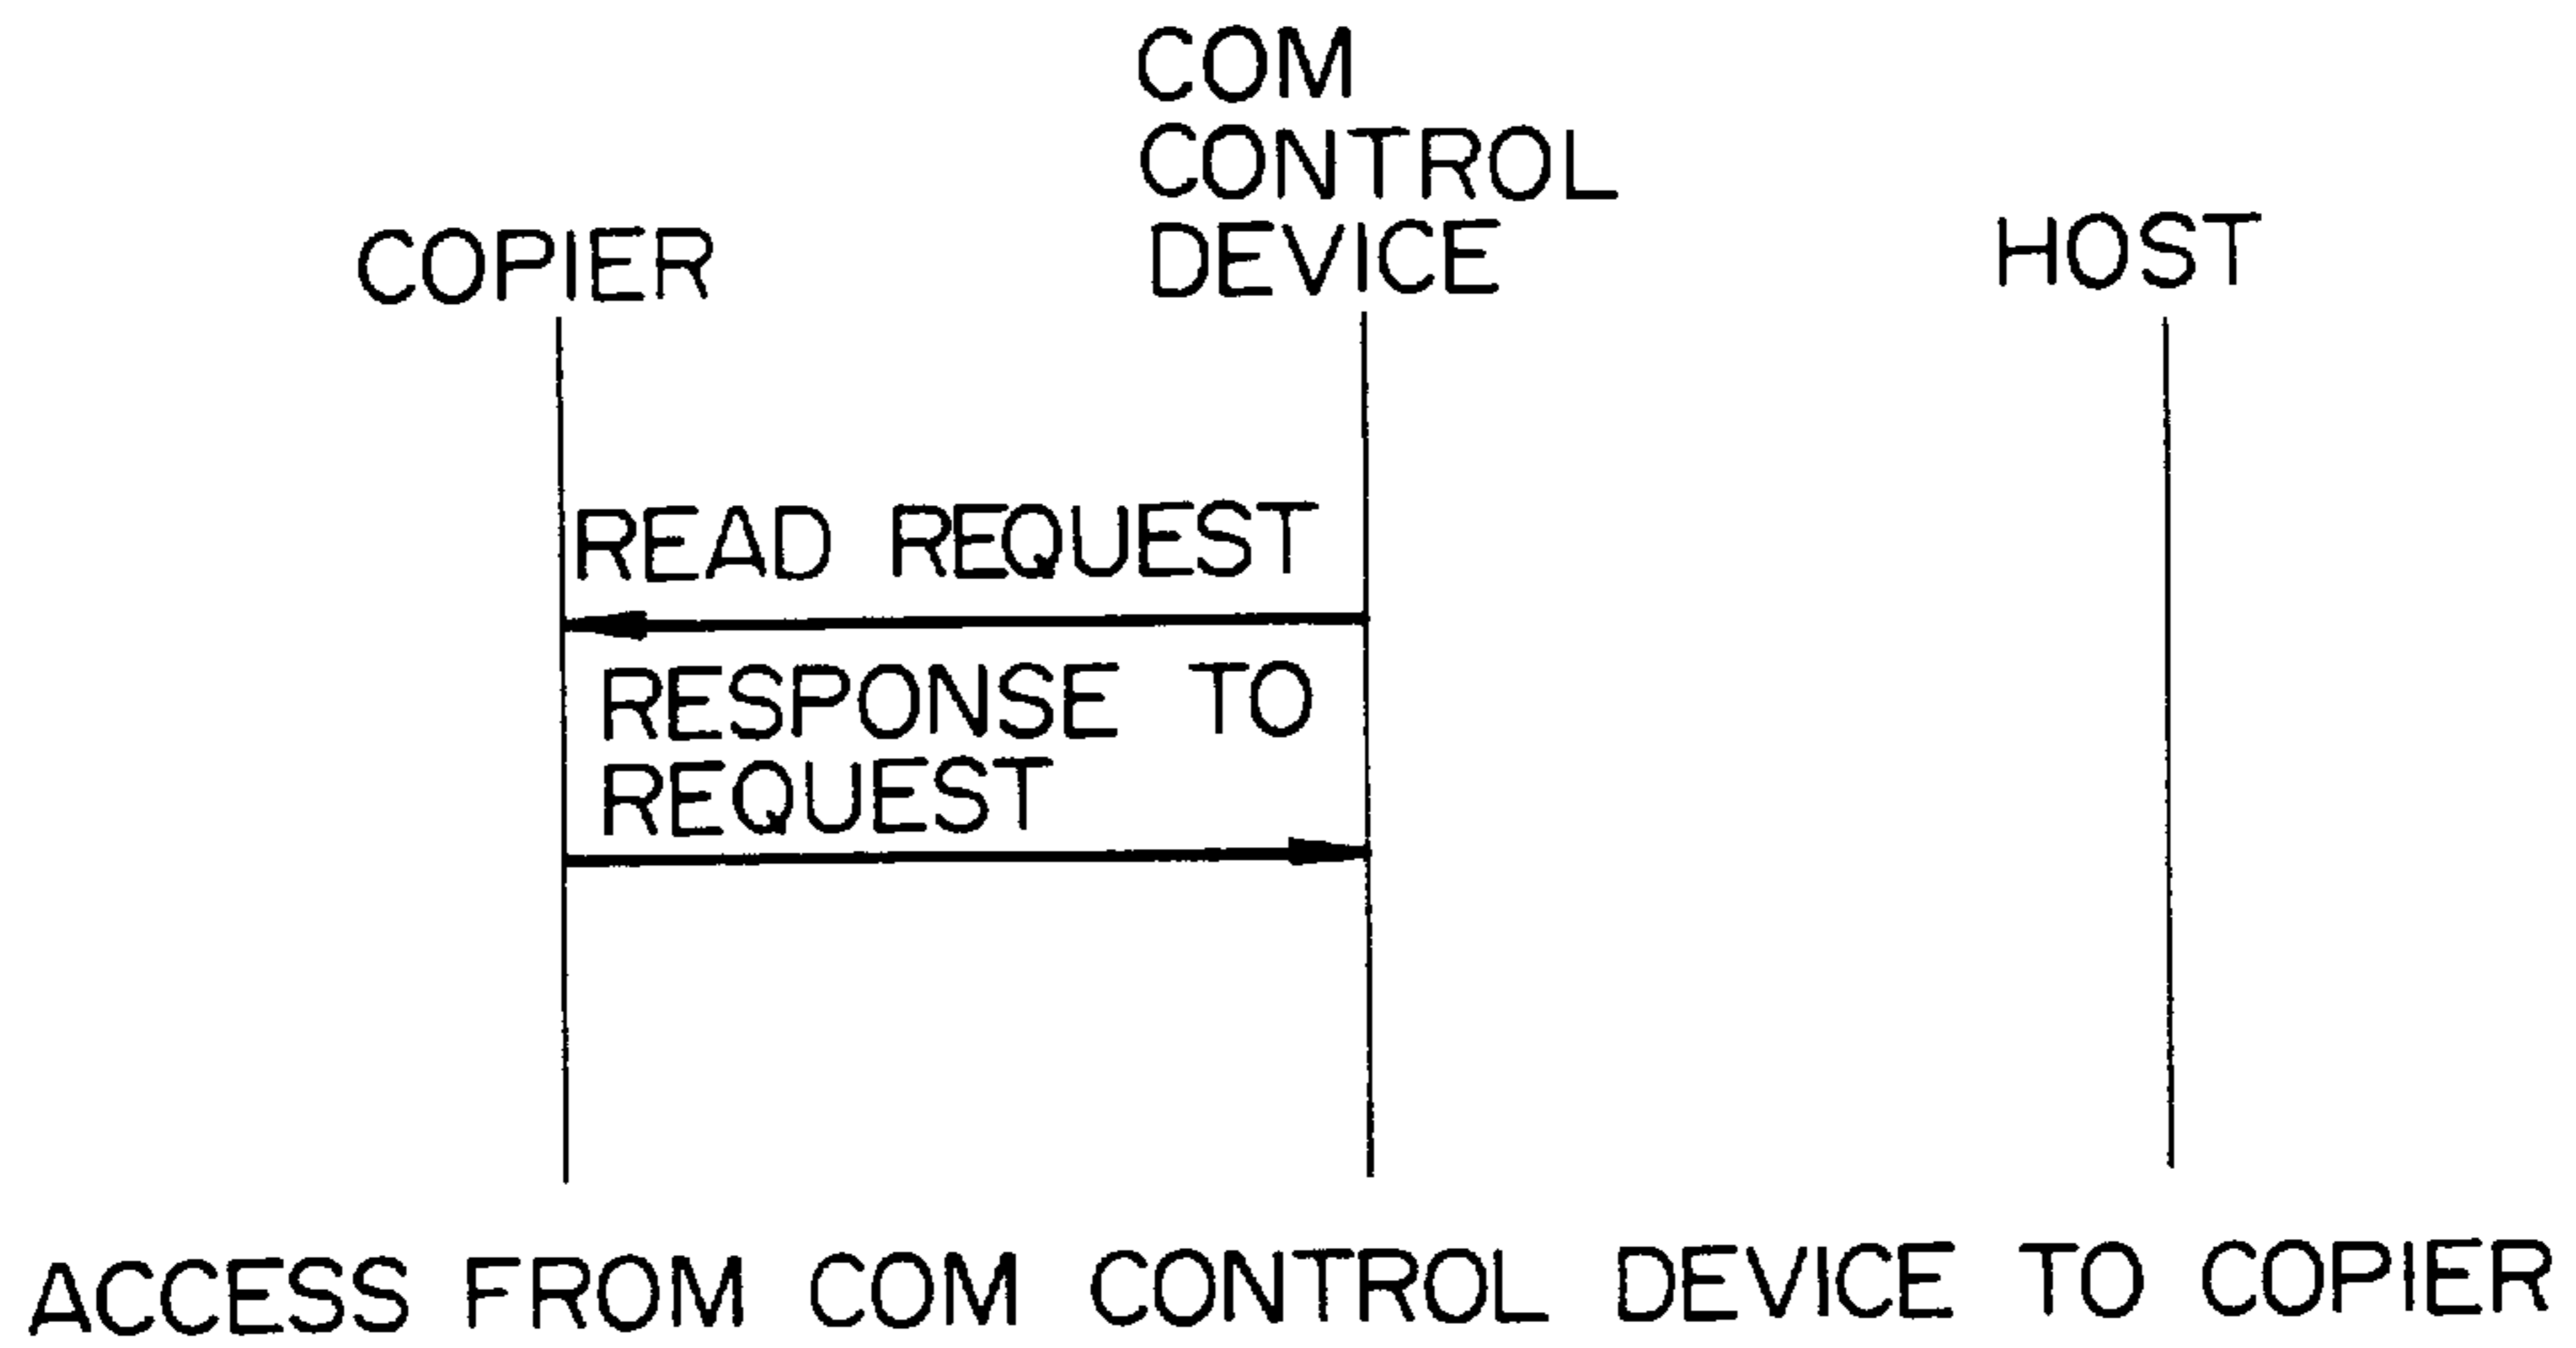 COM
CONTROL
DEVICE
COPIER
HOST
READ REQUEST
RESPONSE TO
REQUEST
ACCESS FROM COM CONTROL DEVICE TO COPIER